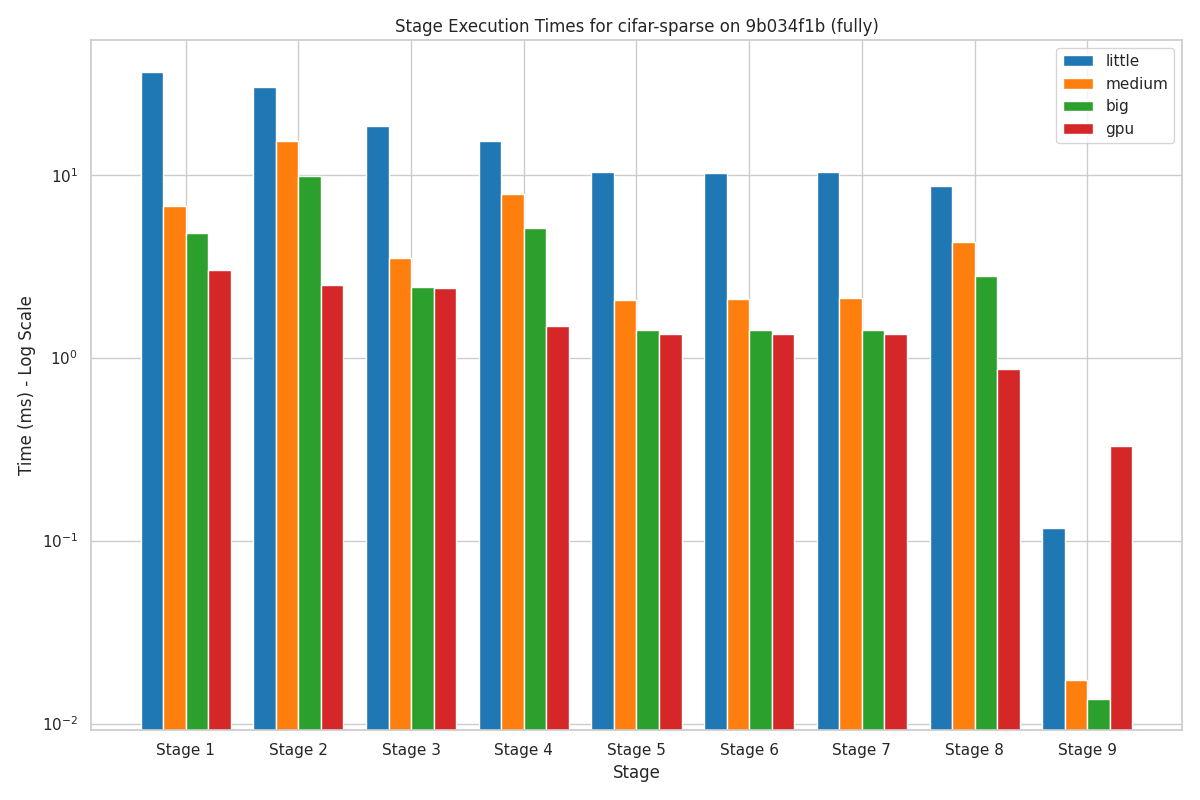 Stage Execution Times for cifar-sparse on 9b034f1b (fully)
little
medium
big
gpu
Time (ms) - Log Scale
10¹
10⁰
10⁻¹
10⁻²
Stage 1 Stage 2 Stage 3 Stage 4 Stage 5 Stage 6 Stage 7 Stage 8 Stage 9
Stage